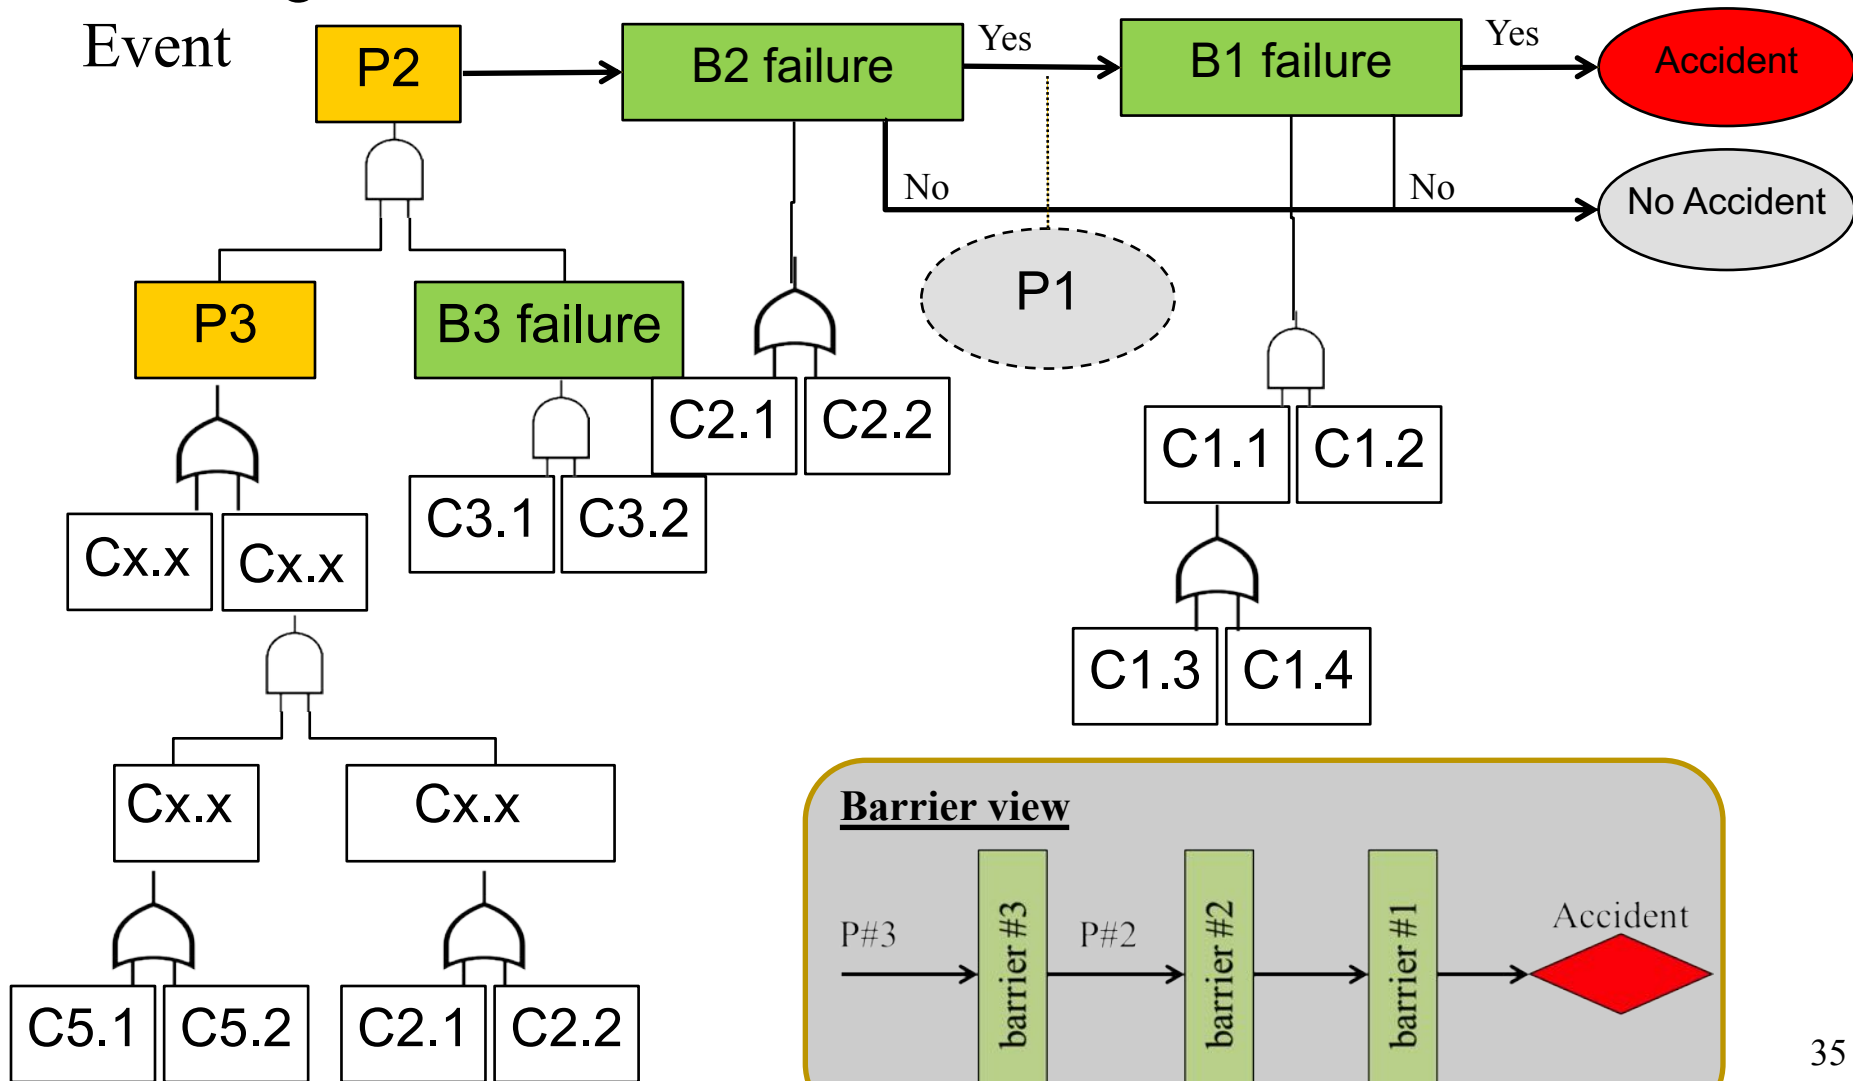 Event
P2
B2 failure
Yes
B1 failure
Yes
Accident
No
No
No Accident
P1
P3
B3 failure
C2.1
C2.2
C1.1
C1.2
C3.1
C3.2
Cx.x
Cx.x
C1.3
C1.4
Cx.x
Cx.x
C5.1
C5.2
C2.1
C2.2
Barrier view
P#3
barrier #3
P#2
barrier #2
barrier #1
Accident
35